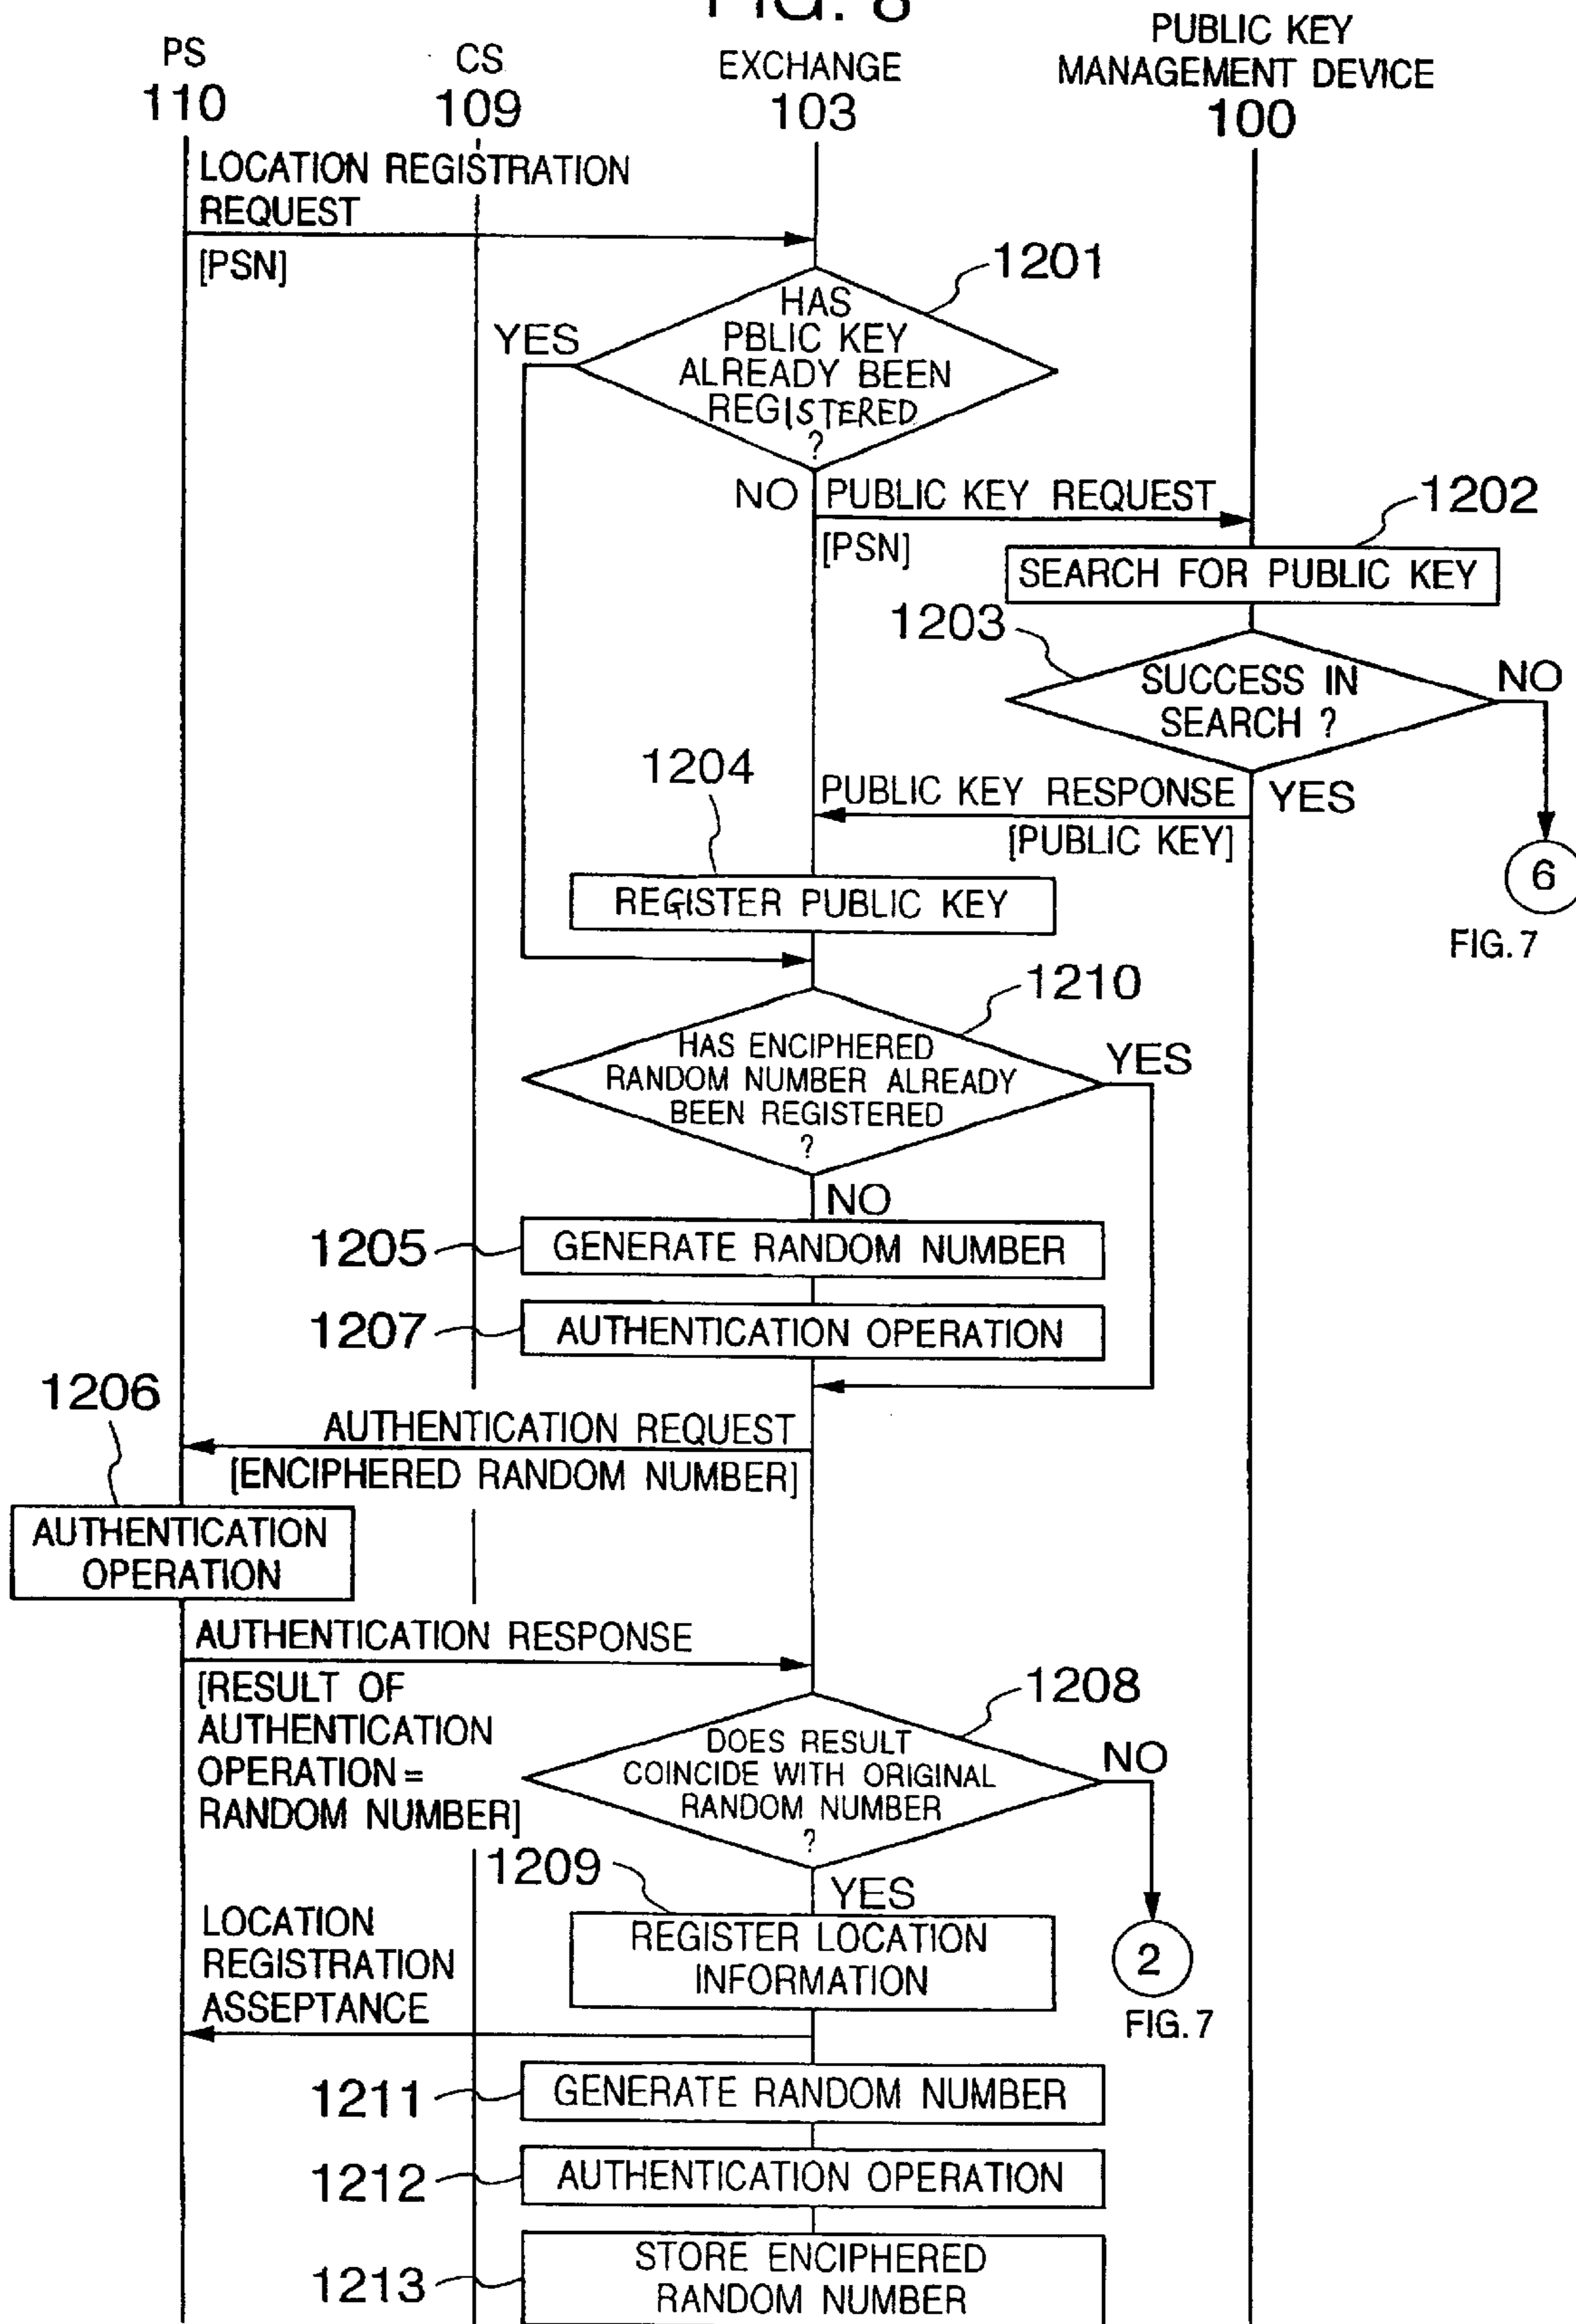 FIG. 8
PS
110
CS
109
EXCHANGE
103
PUBLIC KEY
MANAGEMENT DEVICE
100
LOCATION REGISTRATION
REQUEST
[PSN]
1201
HAS
PBLIC KEY
ALREADY BEEN
REGISTERED
?
YES
NO
PUBLIC KEY REQUEST
[PSN]
1202
SEARCH FOR PUBLIC KEY
1203
SUCCESS IN
SEARCH ?
NO
YES
6
FIG. 7
PUBLIC KEY RESPONSE
[PUBLIC KEY]
1204
REGISTER PUBLIC KEY
1210
HAS ENCIPHERED
RANDOM NUMBER ALREADY
BEEN REGISTERED
?
YES
NO
1205
GENERATE RANDOM NUMBER
1207
AUTHENTICATION OPERATION
1206
AUTHENTICATION REQUEST
[ENCIPHERED RANDOM NUMBER]
AUTHENTICATION
OPERATION
AUTHENTICATION RESPONSE
[RESULT OF
AUTHENTICATION
OPERATION =
RANDOM NUMBER]
1208
DOES RESULT
COINCIDE WITH ORIGINAL
RANDOM NUMBER
?
NO
YES
2
FIG. 7
1209
REGISTER LOCATION
INFORMATION
LOCATION
REGISTRATION
ASSEPTANCE
1211
GENERATE RANDOM NUMBER
1212
AUTHENTICATION OPERATION
1213
STORE ENCIPHERED
RANDOM NUMBER